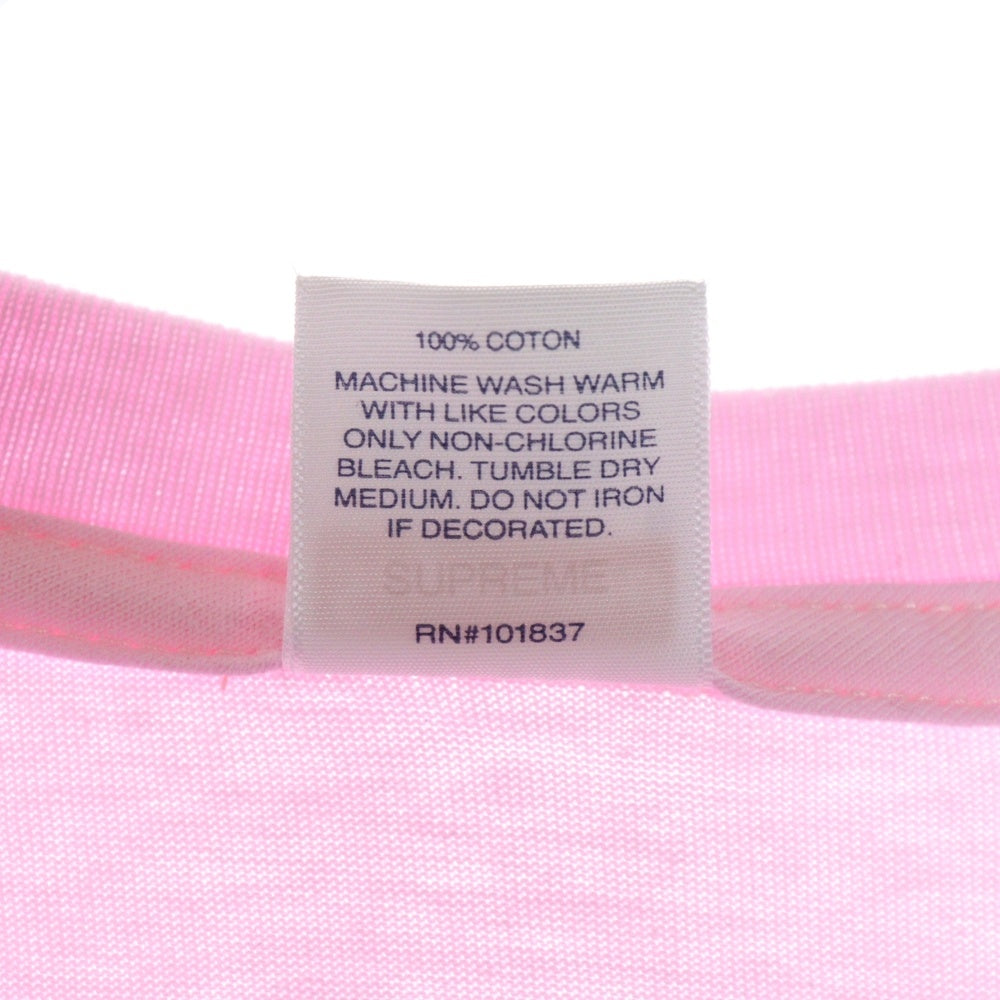 100% COTON
MACHINE WASH WARM
WITH LIKE COLORS
ONLY NON-CHLORINE
BLEACH. TUMBLE DRY
MEDIUM. DO NOT IRON
IF DECORATED.
SUPREME
RN#101837